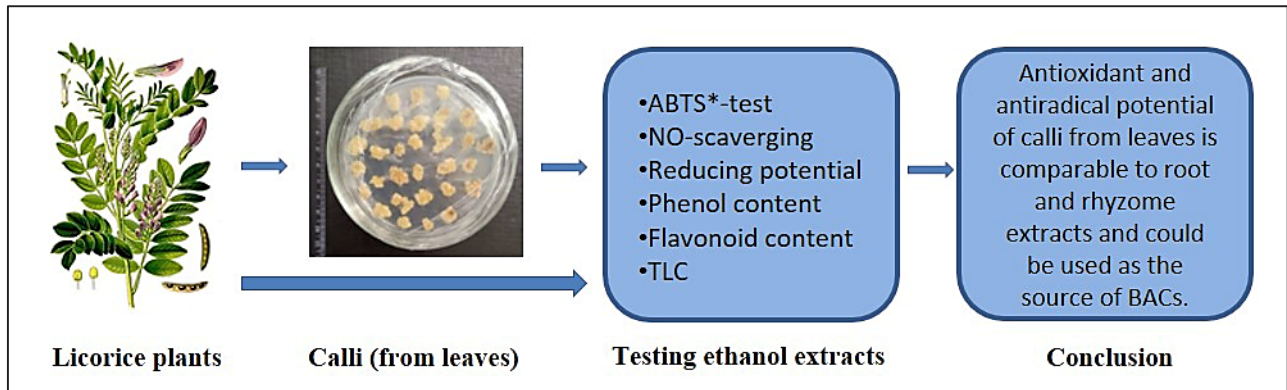 •ABTS*-test
•NO-scaverging
•Reducing potential
•Phenol content
•Flavonoid content
•TLC
Antioxidant and
antiradical potential
of calli from leaves is
comparable to root
and rhyzome
extracts and could
be used as the
source of BACs.
Licorice plants
Calli (from leaves)
Testing ethanol extracts
Conclusion